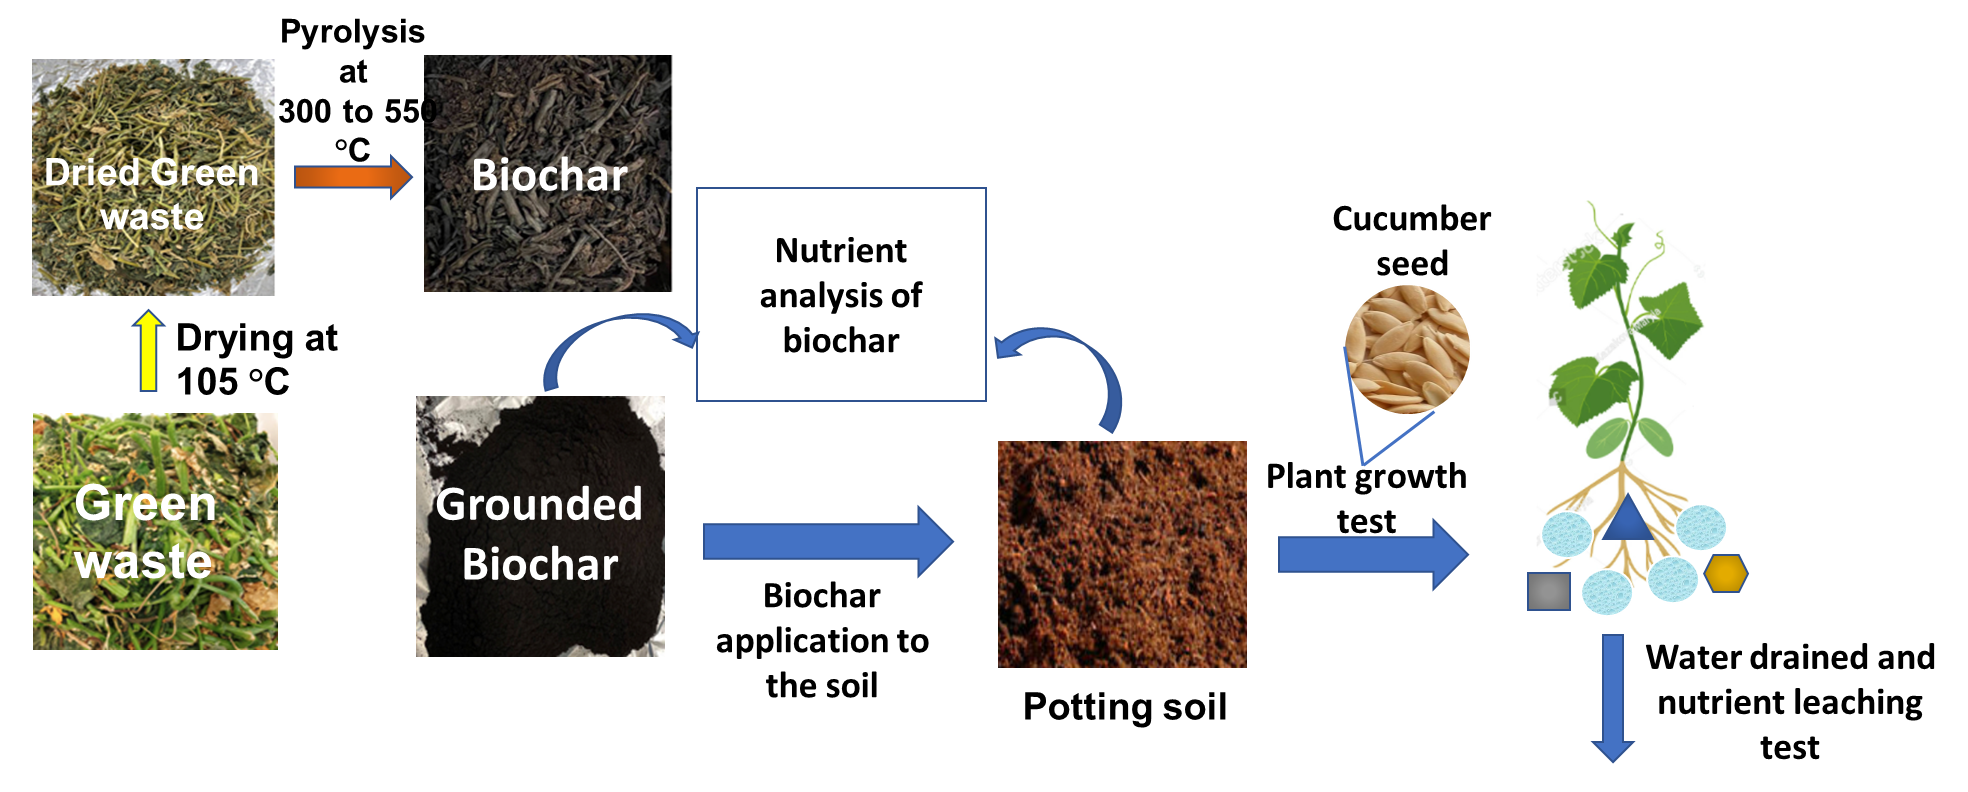 Pyrolysis
at
300 to 550
°C
Dried Green
waste
Biochar
Drying at
105 °C
Green
waste
Grounded
Biochar
Nutrient
analysis of
biochar
Biochar
application to
the soil
Potting soil
Cucumber
seed
Plant growth
test
Water drained and
nutrient leaching
test